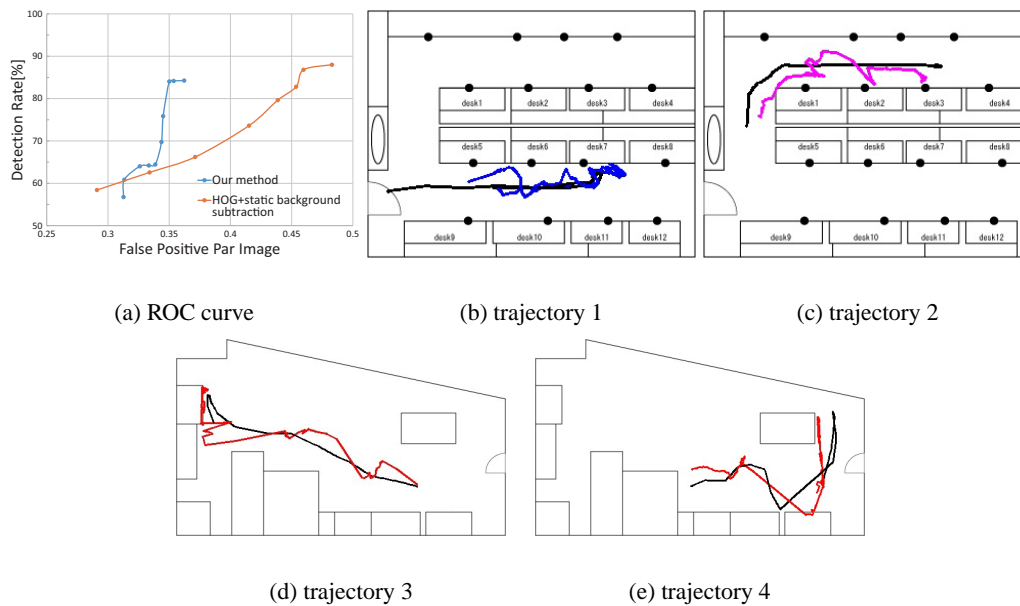 100
90
80
70
60
50
Detection Rate[%]
0.25
0.3
0.35
0.4
0.45
0.5
False Positive Par Image
Our method
HOG+static background
subtraction
desk1
desk2
desk3
desk4
desk5
desk6
desk7
desk8
desk9
desk10
desk11
desk12
desk1
desk2
desk3
desk4
desk5
desk6
desk7
desk8
desk9
desk10
desk11
desk12
(a) ROC curve
(b) trajectory 1
(c) trajectory 2
(d) trajectory 3
(e) trajectory 4